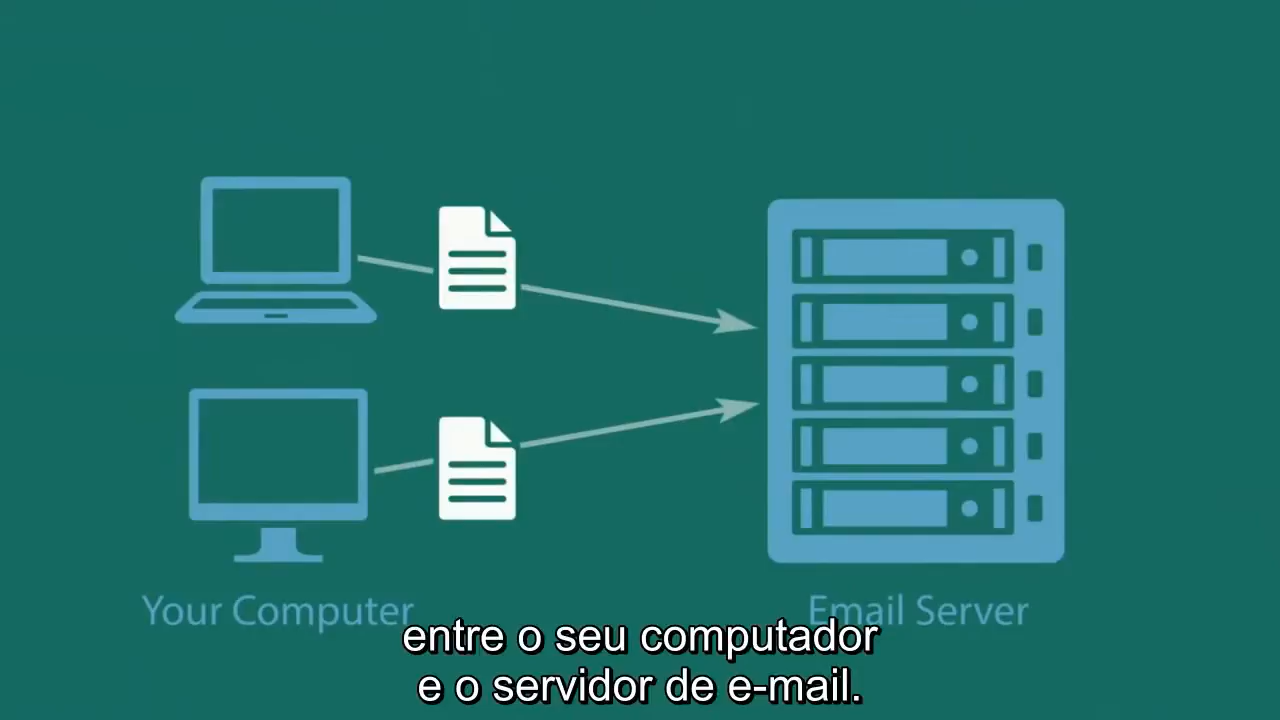 Your Computer
Email Server
entre o seu computador
e o servidor de e-mail.